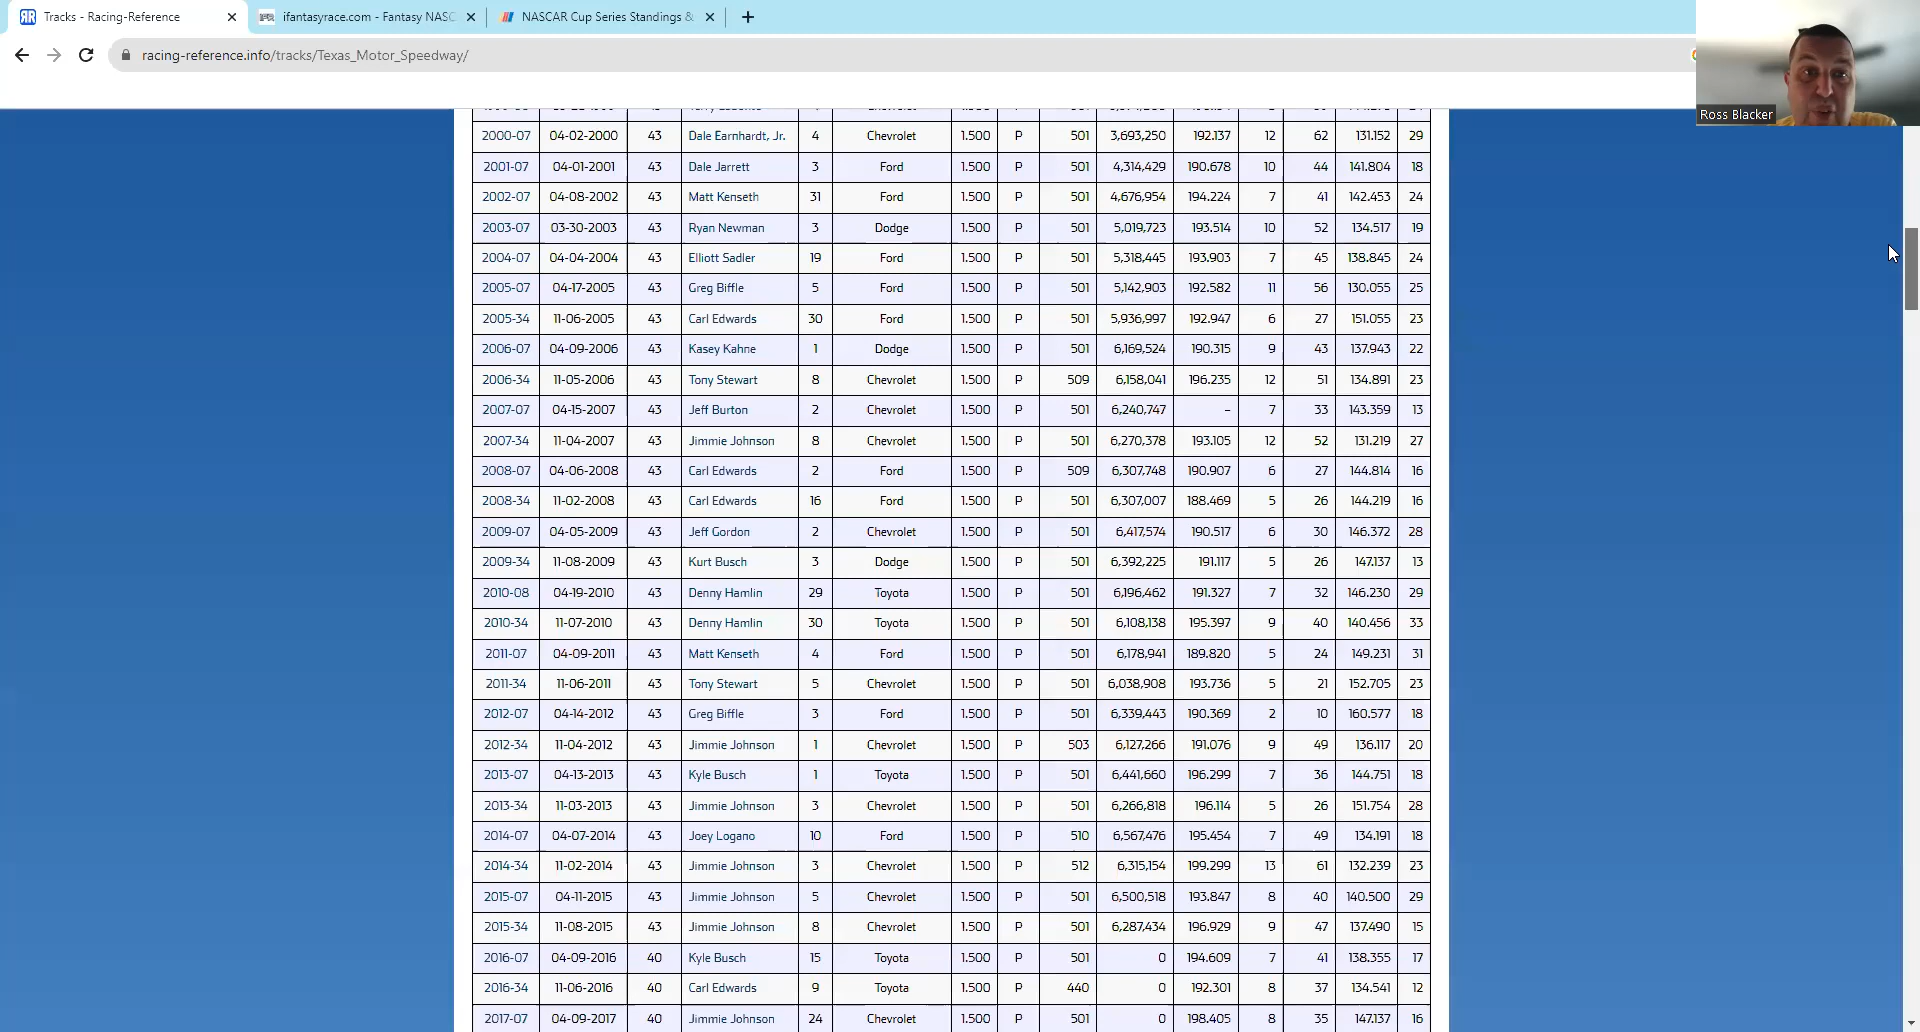 Tracks - Racing-Reference
ifantasyrace.com - Fantasy NASC
NASCAR Cup Series Standings &
racing-reference.info/tracks/Texas_Motor_Speedway/
Ross Blacker
2000-07 04-02-2000 43 Dale Earnhardt, Jr. 4 Chevrolet 1.500 P 501 3,693,250 192.137 12 62 131.152 29
2001-07 04-01-2001 43 Dale Jarrett 3 Ford 1.500 P 501 4,314,429 190.678 10 44 141.804 18
2002-07 04-08-2002 43 Matt Kenseth 31 Ford 1.500 P 501 4,676,954 194.224 7 41 142.453 24
2003-07 03-30-2003 43 Ryan Newman 3 Dodge 1.500 P 501 5,019,723 193.514 10 52 134.517 19
2004-07 04-04-2004 43 Elliott Sadler 19 Ford 1.500 P 501 5,318,445 193.903 7 45 138.845 24
2005-07 04-17-2005 43 Greg Biffle 5 Ford 1.500 P 501 5,142,903 192.582 11 56 130.055 25
2005-34 11-06-2005 43 Carl Edwards 30 Ford 1.500 P 501 5,936,997 192.947 6 27 151.055 23
2006-07 04-09-2006 43 Kasey Kahne 1 Dodge 1.500 P 501 6,169,524 190.315 9 43 137.943 22
2006-34 11-05-2006 43 Tony Stewart 8 Chevrolet 1.500 P 509 6,158,041 196.235 12 51 134.891 23
2007-07 04-15-2007 43 Jeff Burton 2 Chevrolet 1.500 P 501 6,240,747 - 7 33 143.359 13
2007-34 11-04-2007 43 Jimmie Johnson 8 Chevrolet 1.500 P 501 6,270,378 193.105 12 52 131.219 27
2008-07 04-06-2008 43 Carl Edwards 2 Ford 1.500 P 509 6,307,748 190.907 6 27 144.814 16
2008-34 11-02-2008 43 Carl Edwards 16 Ford 1.500 P 501 6,307,007 188.469 5 26 144.219 16
2009-07 04-05-2009 43 Jeff Gordon 2 Chevrolet 1.500 P 501 6,417,574 190.517 6 30 146.372 28
2009-34 11-08-2009 43 Kurt Busch 3 Dodge 1.500 P 501 6,392,225 191.117 5 26 147.137 13
2010-08 04-19-2010 43 Denny Hamlin 29 Toyota 1.500 P 501 6,196,462 191.327 7 32 146.230 29
2010-34 11-07-2010 43 Denny Hamlin 30 Toyota 1.500 P 501 6,108,138 195.397 9 40 140.456 33
2011-07 04-09-2011 43 Matt Kenseth 4 Ford 1.500 P 501 6,178,941 189.820 5 24 149.231 31
2011-34 11-06-2011 43 Tony Stewart 5 Chevrolet 1.500 P 501 6,038,908 193.736 5 21 152.705 23
2012-07 04-14-2012 43 Greg Biffle 3 Ford 1.500 P 501 6,339,443 190.369 2 10 160.577 18
2012-34 11-04-2012 43 Jimmie Johnson 1 Chevrolet 1.500 P 503 6,127,266 191.076 9 49 136.117 20
2013-07 04-13-2013 43 Kyle Busch 1 Toyota 1.500 P 501 6,441,660 196.299 7 36 144.751 18
2013-34 11-03-2013 43 Jimmie Johnson 3 Chevrolet 1.500 P 501 6,266,818 196.114 5 26 151.754 28
2014-07 04-07-2014 43 Joey Logano 10 Ford 1.500 P 510 6,567,476 195.454 7 49 134.191 18
2014-34 11-02-2014 43 Jimmie Johnson 3 Chevrolet 1.500 P 512 6,315,154 199.299 13 61 132.239 23
2015-07 04-11-2015 43 Jimmie Johnson 5 Chevrolet 1.500 P 501 6,500,518 193.847 8 40 140.500 29
2015-34 11-08-2015 43 Jimmie Johnson 8 Chevrolet 1.500 P 501 6,287,434 196.929 9 47 137.490 15
2016-07 04-09-2016 40 Kyle Busch 15 Toyota 1.500 P 501 0 194.609 7 41 138.355 17
2016-34 11-06-2016 40 Carl Edwards 9 Toyota 1.500 P 440 0 192.301 8 37 134.541 12
2017-07 04-09-2017 40 Jimmie Johnson 24 Chevrolet 1.500 P 501 0 198.405 8 35 147.137 16